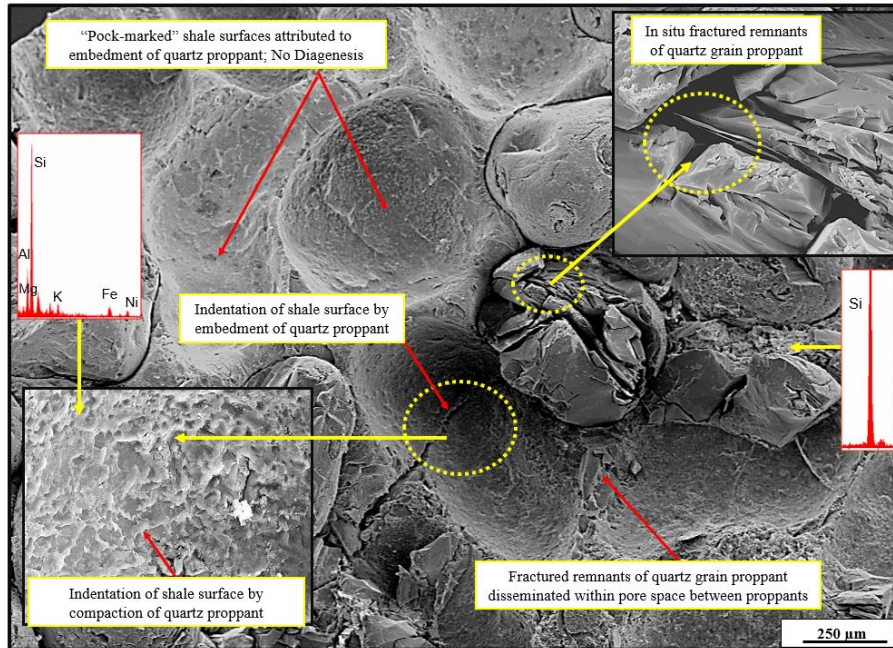 “Pock-marked” shale surfaces attributed to
embedment of quartz proppant; No Diagenesis
In situ fractured remnants
of quartz grain proppant
Si
Al
Mg
K
Fe
Ni
Indentation of shale surface by
embedment of quartz proppant
Si
Indentation of shale surface by
compaction of quartz proppant
Fractured remnants of quartz grain proppant
disseminated within pore space between proppants
250 µm